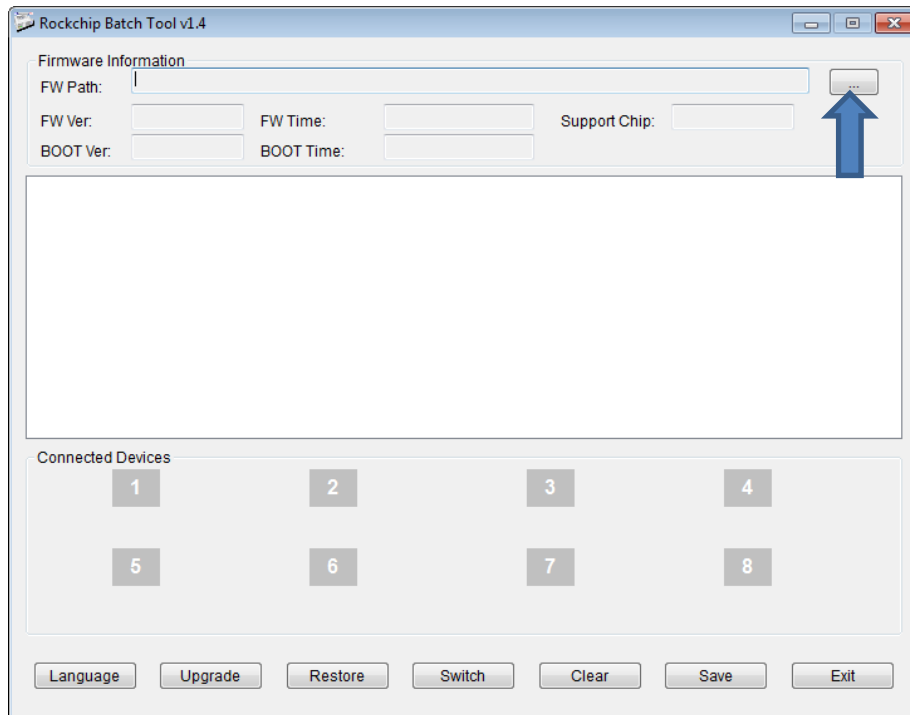 Rockchip Batch Tool v1.4
Firmware Information
FW Path: ...
FW Ver: FW Time: Support Chip:
BOOT Ver: BOOT Time:
Connected Devices
1 2 3 4
5 6 7 8
Language Upgrade Restore Switch Clear Save Exit